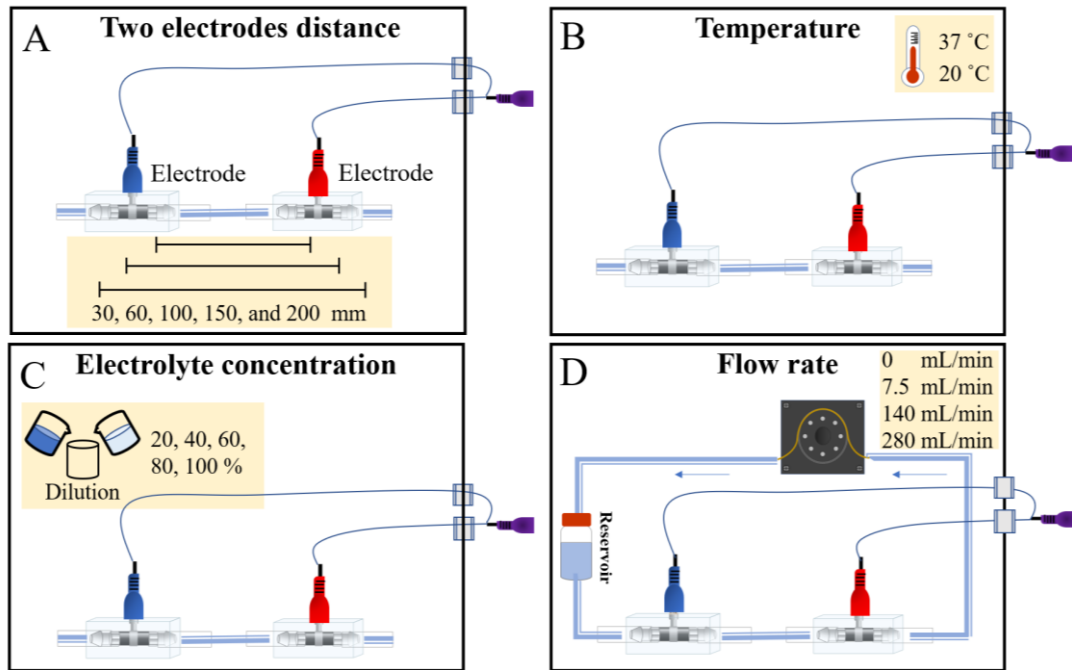 A
Two electrodes distance
Electrode
Electrode
30, 60, 100, 150, and 200 mm
B
Temperature
37 ˚C
20 ˚C
C
Electrolyte concentration
20, 40, 60,
80, 100 %
Dilution
D
Flow rate
0 mL/min
7.5 mL/min
140 mL/min
280 mL/min
Reservoir